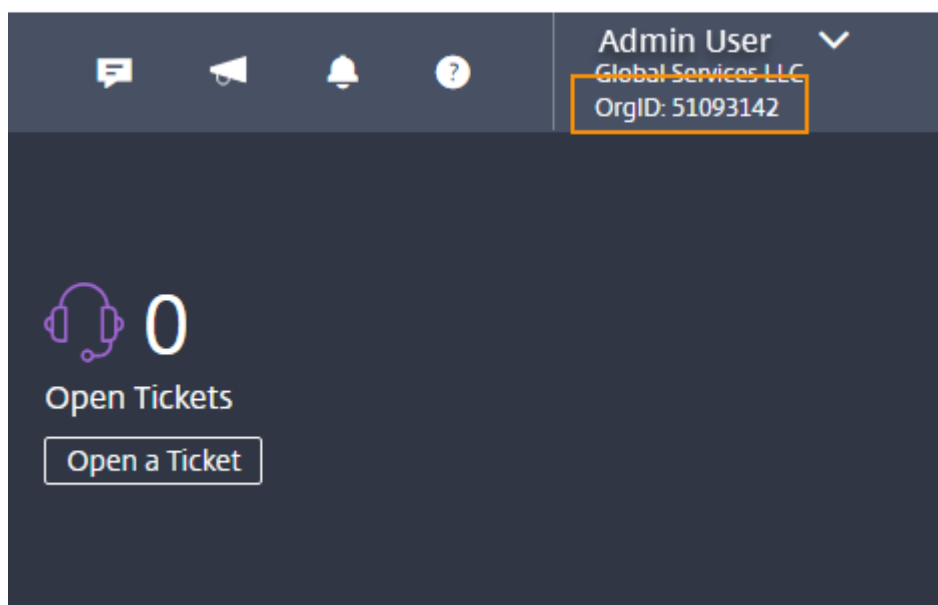 Admin User
Global Services LLC
OrgID: 51093142
0
Open Tickets
Open a Ticket